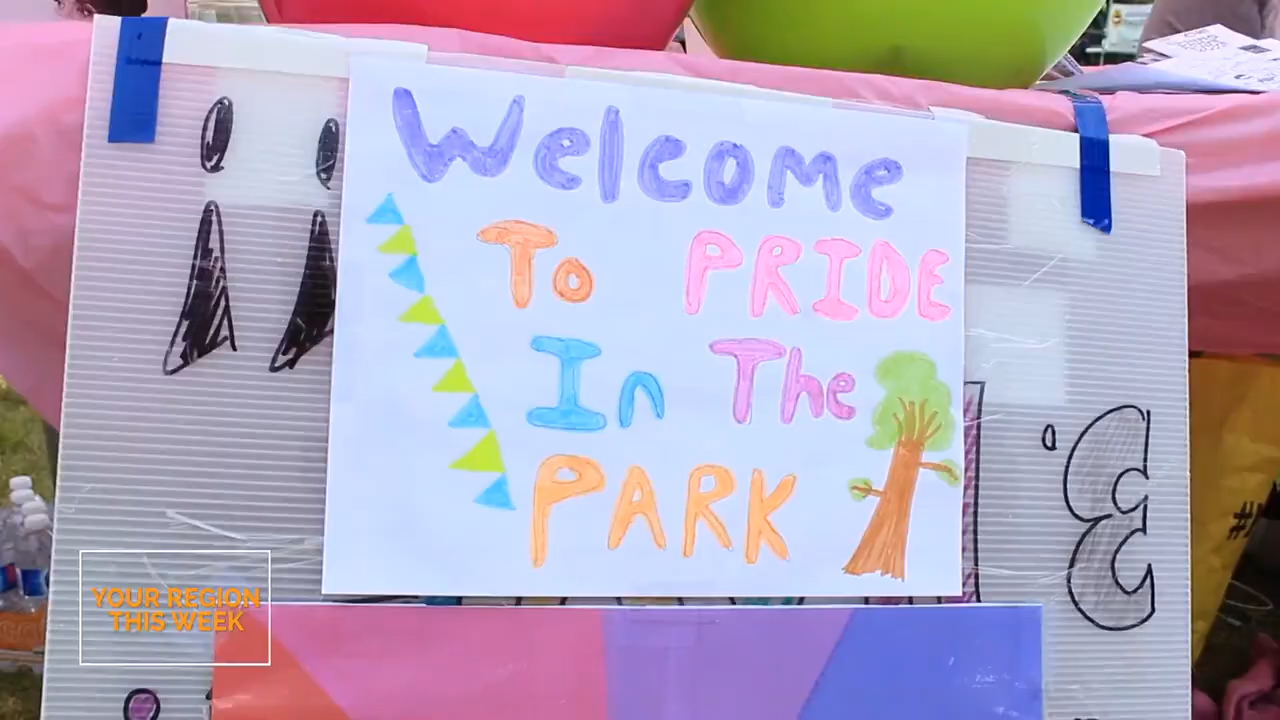 Welcome
To PRIDE
In The
PARK
YOUR REGION
THIS WEEK